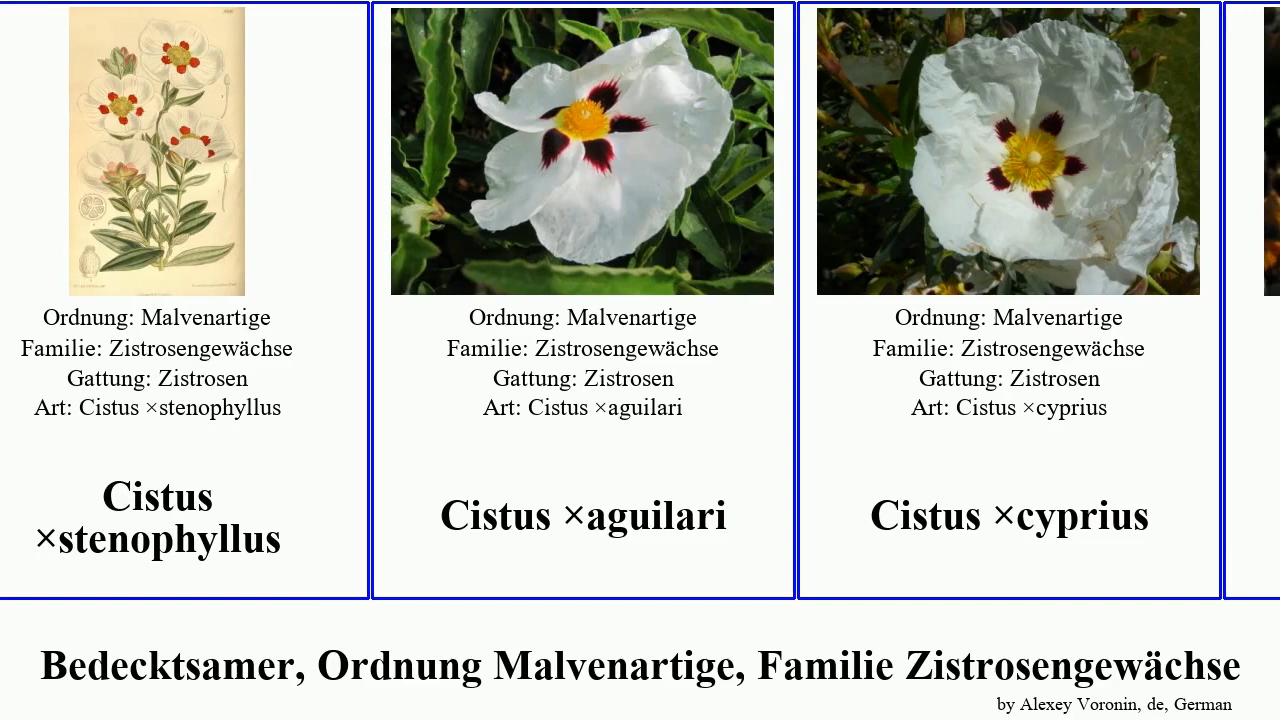 Ordnung: Malvenartige
Familie: Zistrosengewächse
Gattung: Zistrosen
Art: Cistus ×stenophyllus
Cistus
×stenophyllus
Ordnung: Malvenartige
Familie: Zistrosengewächse
Gattung: Zistrosen
Art: Cistus ×aguilari
Cistus ×aguilari
Ordnung: Malvenartige
Familie: Zistrosengewächse
Gattung: Zistrosen
Art: Cistus ×cyprius
Cistus ×cyprius
Bedecktsamer, Ordnung Malvenartige, Familie Zistrosengewächse
by Alexey Voronin, de, German